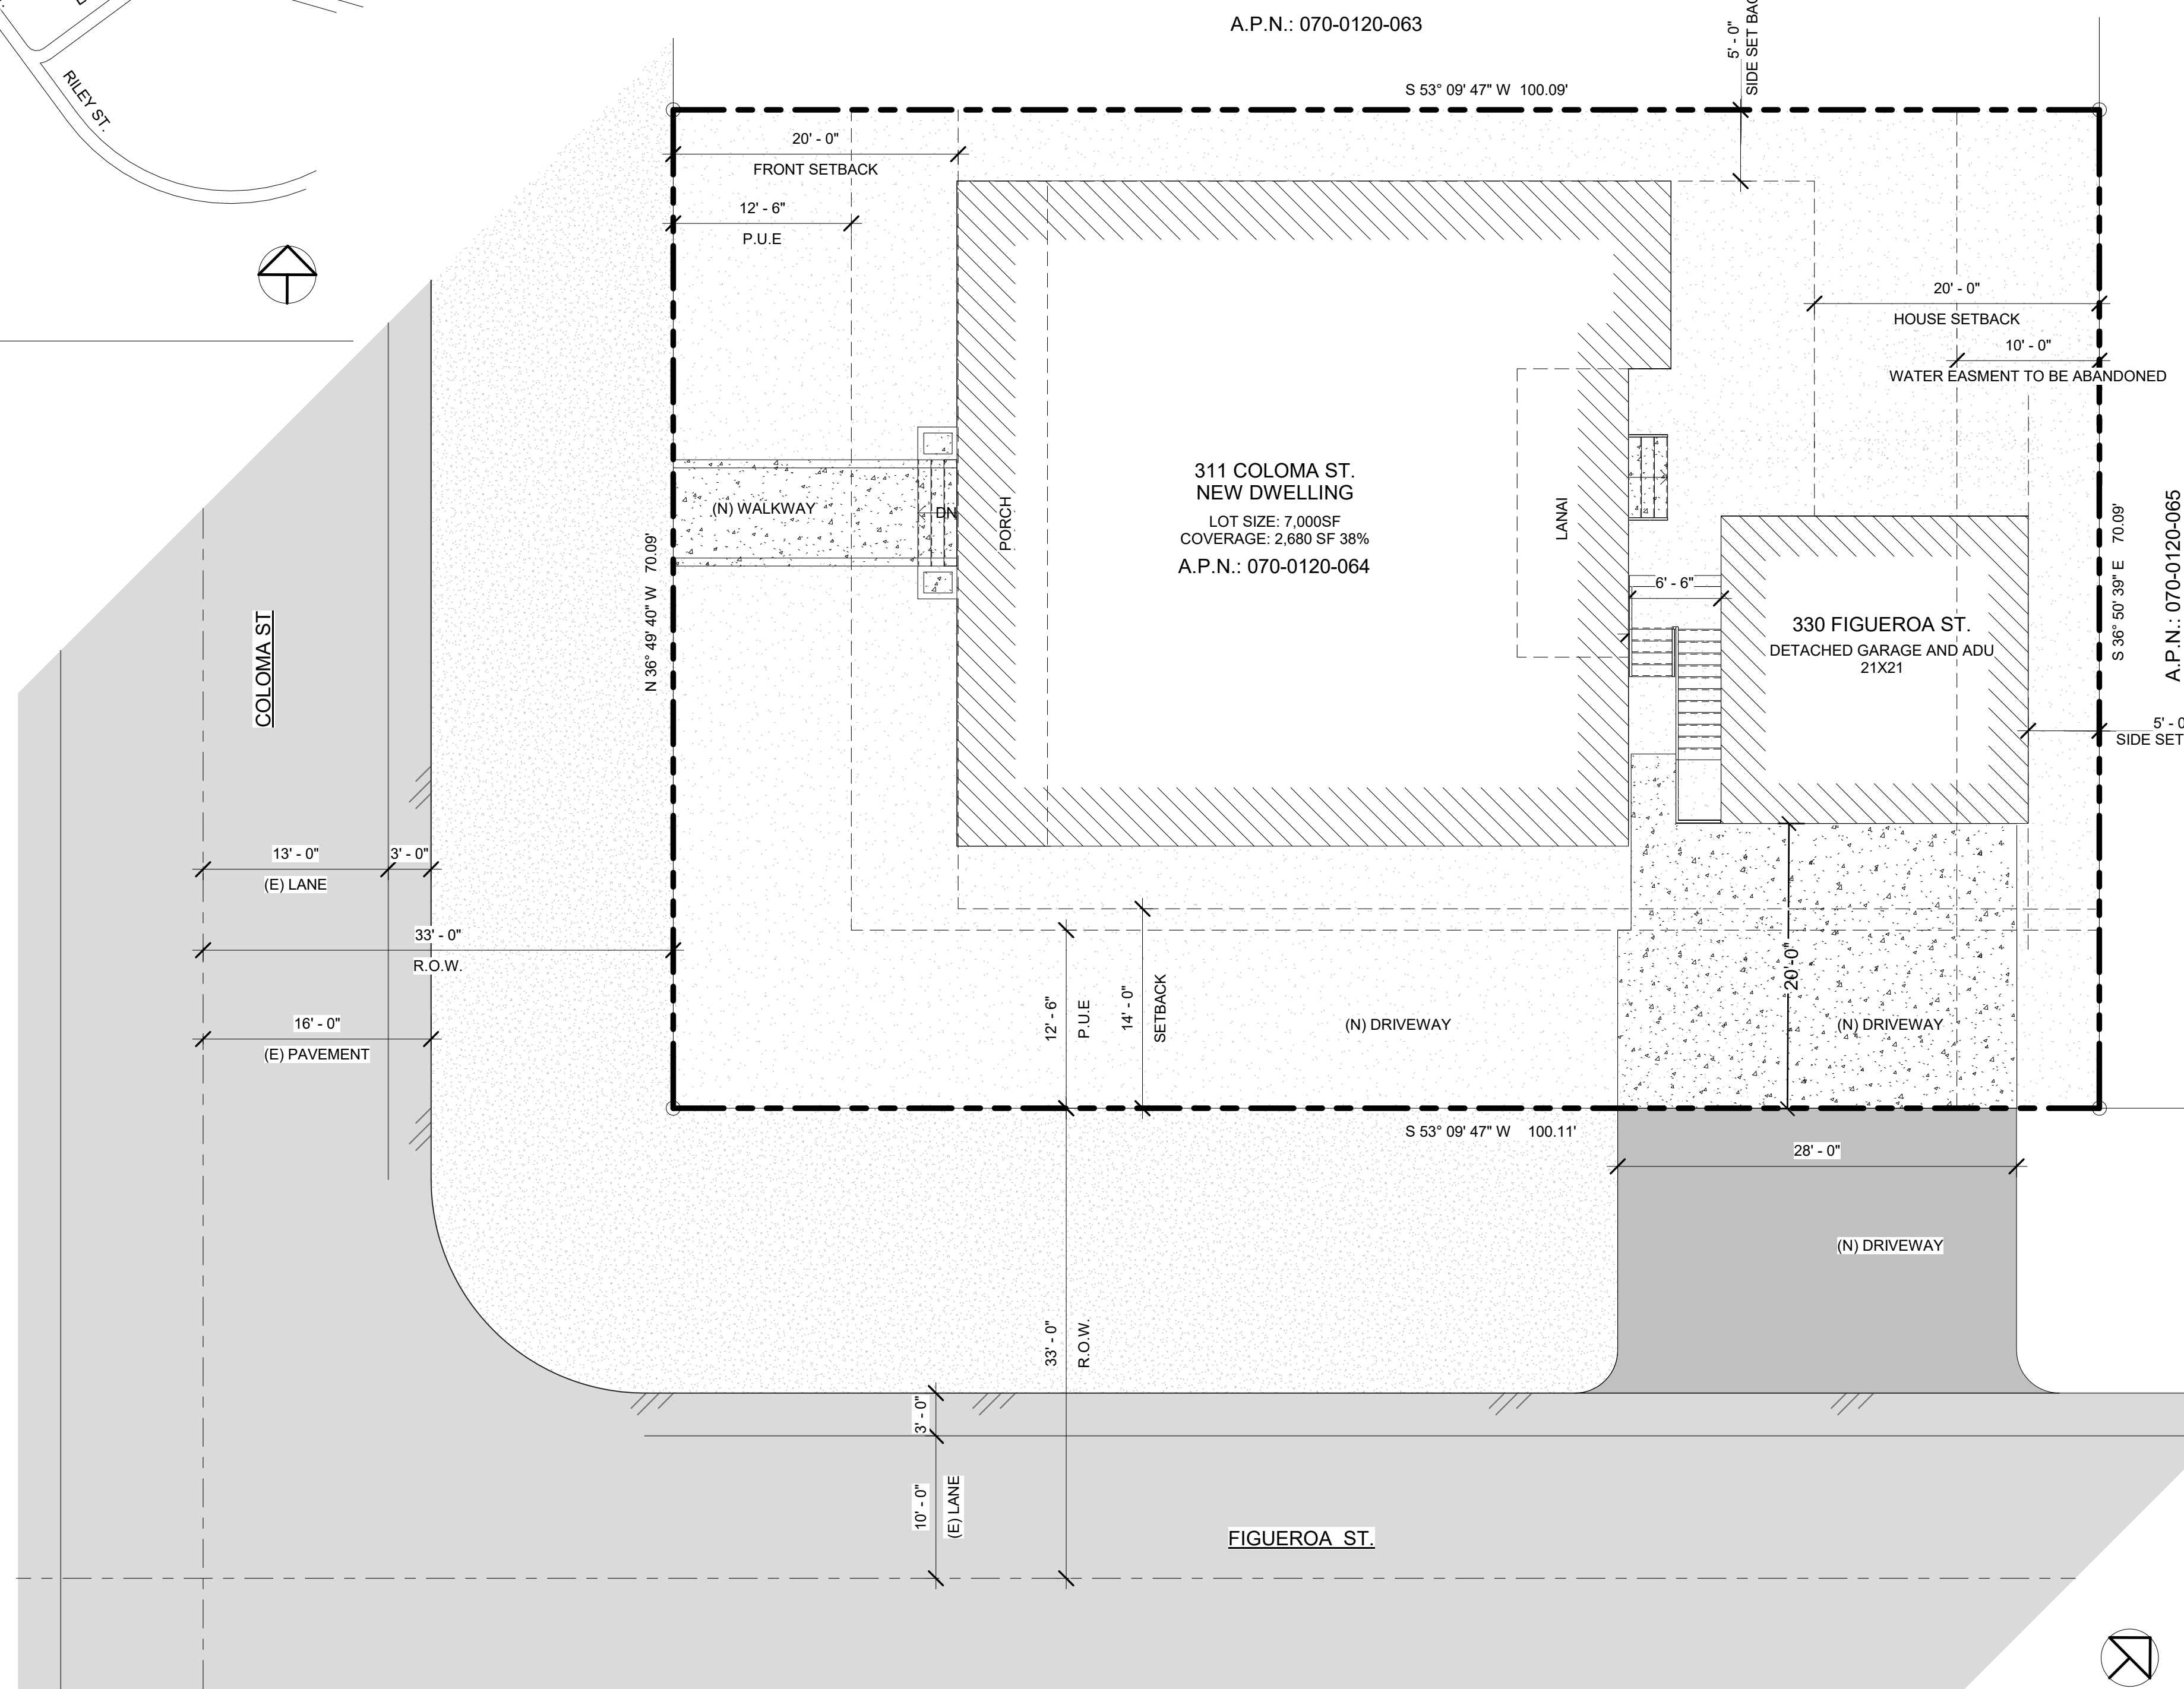 A.P.N.: 070-0120-063
RILEY ST.
5' - 0"
S 53° 09' 47" W 100.09'
20' - 0"
FRONT SETBACK
12' - 6"
P.U.E
20' - 0"
HOUSE SETBACK
10' - 0"
WATER EASMENT TO BE ABANDONED
311 COLOMA ST.
NEW DWELLING
LOT SIZE: 7,000SF
COVERAGE: 2,680 SF 38%
A.P.N.: 070-0120-064
(N) WALKWAY
DN
PORCH
LANAI
6' - 6"
330 FIGUEROA ST.
DETACHED GARAGE AND ADU
21X21
N 36° 49' 40" W 70.09'
S 36° 50' 39" E 70.09'
A.P.N.: 070-0120-065
COLOMA ST
5' - 0
SIDE SET
SIDE SET
13' - 0"
3' - 0"
(E) LANE
33' - 0"
R.O.W.
16' - 0"
(E) PAVEMENT
12' - 6"
P.U.E
14' - 0"
SETBACK
20'-0"
(N) DRIVEWAY
(N) DRIVEWAY
S 53° 09' 47" W 100.11'
28' - 0"
(N) DRIVEWAY
33' - 0"
R.O.W.
3' - 0"
10' - 0"
(E) LANE
FIGUEROA ST.